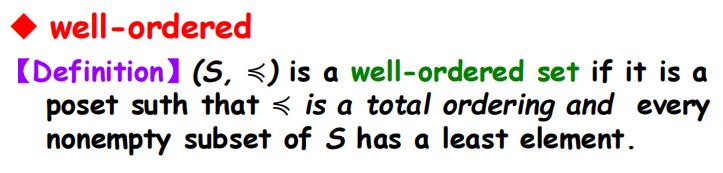 ◆ well-ordered
【Definition】(S, ≼) is a well-ordered set if it is a
poset suth that ≼ is a total ordering and every
nonempty subset of S has a least element.